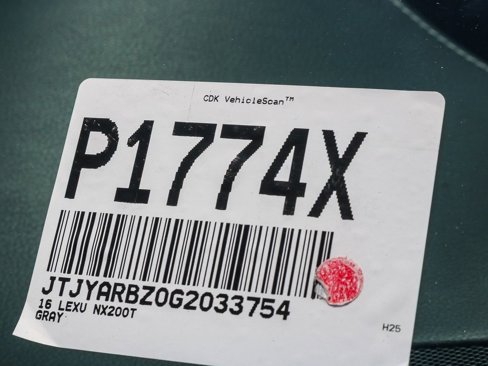 CDK VehicleScan™
P1774X
JTJYARBZ0G2033754
16 LEXU NX200T
GRAY
H25